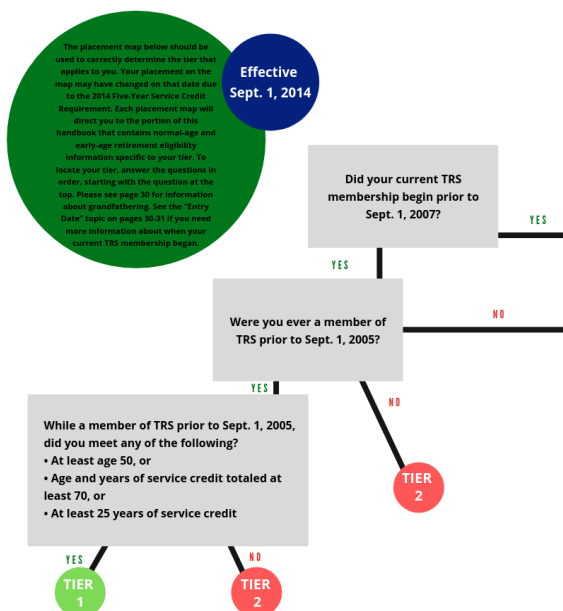 The placement map below should be
used to correctly determine the tier that
applies to you. Your placement on the
map may have changed on that date due
to the 2014 Five-Year Service Credit
Requirement. Each placement map will
direct you to the portion of this
handbook that contains normal-age and
early-age retirement eligibility
information specific to your tier. To
locate your tier, answer the questions in
order, starting with the question at the
top. Please see page 30 for information
about grandfathering. See the “Entry
Date” topic on pages 30-31 if you need
more information about when your
current TRS membership began.
Effective
Sept. 1, 2014
Did your current TRS
membership begin prior to
Sept. 1, 2007?
YES
YES
Were you ever a member of
TRS prior to Sept. 1, 2005?
NO
YES
NO
While a member of TRS prior to Sept. 1, 2005,
did you meet any of the following?
• At least age 50, or
• Age and years of service credit totaled at
least 70, or
• At least 25 years of service credit
TIER
2
YES
NO
TIER
1
TIER
2